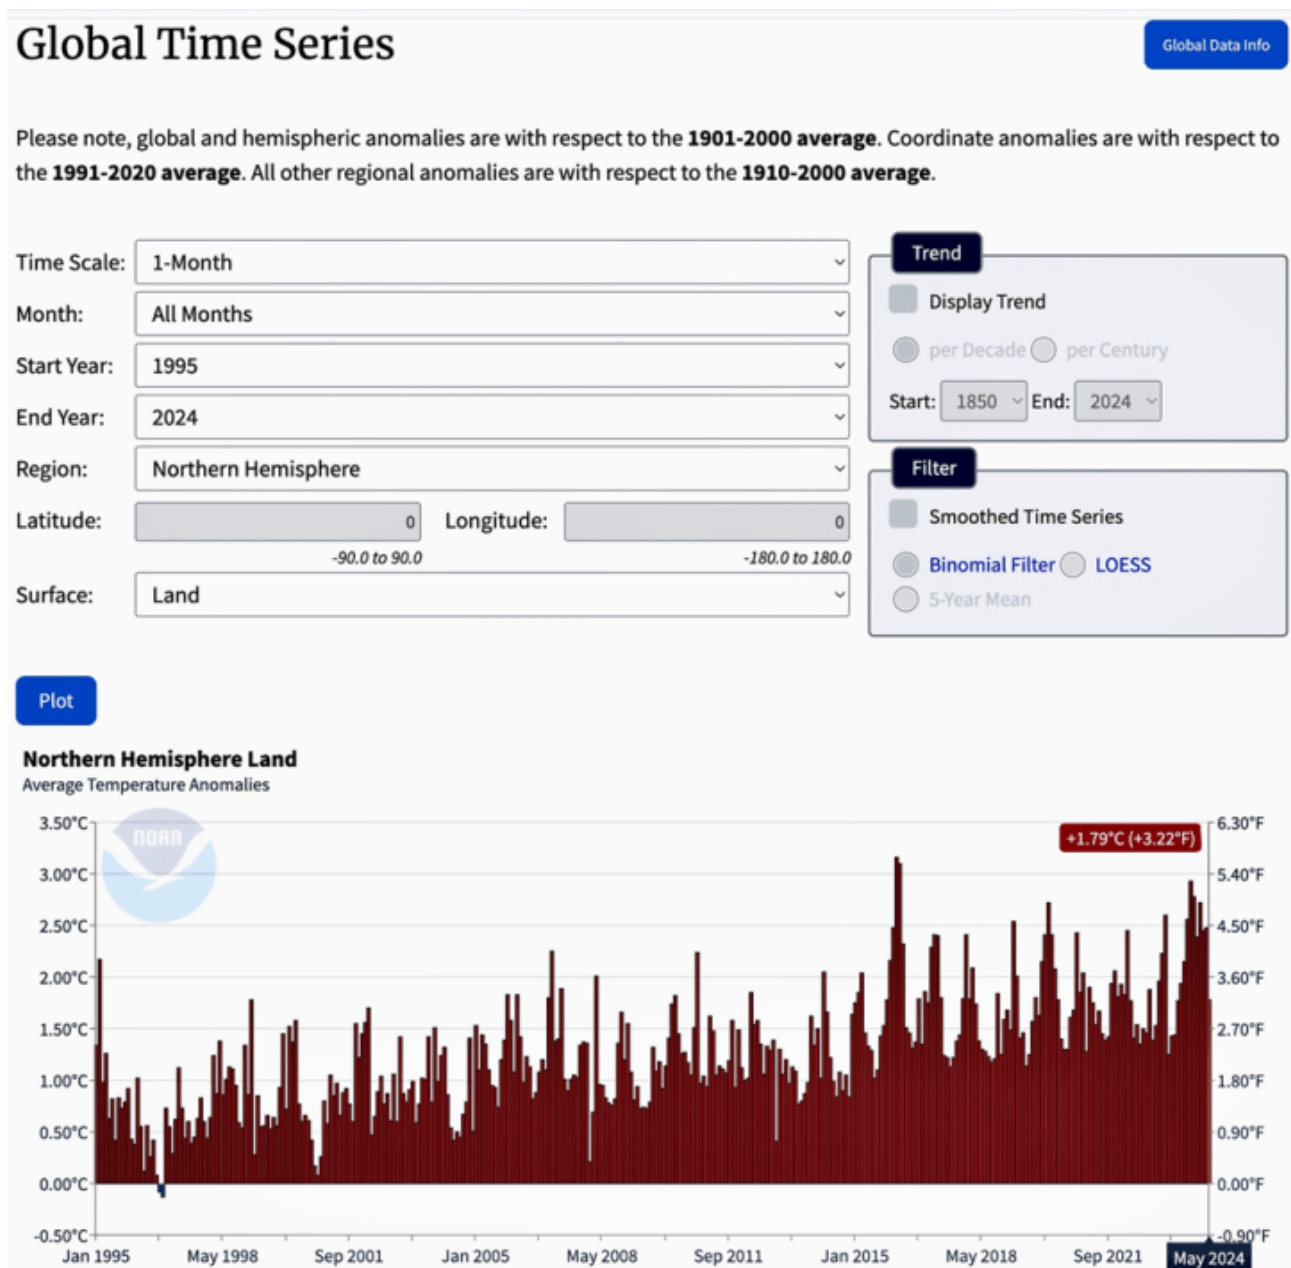 Global Time Series
Global Data Info
Please note, global and hemispheric anomalies are with respect to the 1901-2000 average. Coordinate anomalies are with respect to
the 1991-2020 average. All other regional anomalies are with respect to the 1910-2000 average.
Time Scale: 1-Month
Month: All Months
Start Year: 1995
End Year: 2024
Region: Northern Hemisphere
Latitude: 0 Longitude: 0
-90.0 to 90.0 -180.0 to 180.0
Surface: Land
Trend
Display Trend
per Decade per Century
Start: 1850 End: 2024
Filter
Smoothed Time Series
Binomial Filter LOESS
5-Year Mean
Plot
Northern Hemisphere Land
Average Temperature Anomalies
NOAA
+1.79°C (+3.22°F)
3.50°C 6.30°F
3.00°C 5.40°F
2.50°C 4.50°F
2.00°C 3.60°F
1.50°C 2.70°F
1.00°C 1.80°F
0.50°C 0.90°F
0.00°C 0.00°F
-0.50°C -0.90°F
Jan 1995 May 1998 Sep 2001 Jan 2005 May 2008 Sep 2011 Jan 2015 May 2018 Sep 2021 May 2024